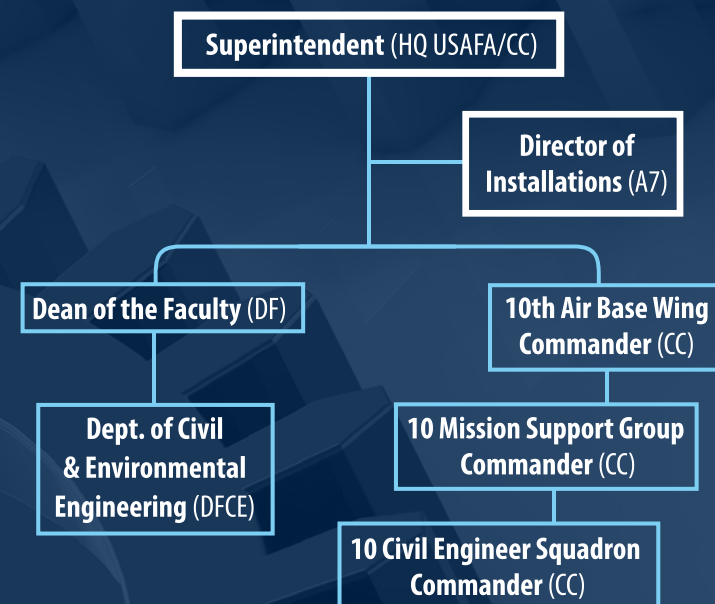 Superintendent (HQ USAFA/CC)
Director of
Installations (A7)
Dean of the Faculty (DF)
10th Air Base Wing
Commander (CC)
Dept. of Civil
& Environmental
Engineering (DFCE)
10 Mission Support Group
Commander (CC)
10 Civil Engineer Squadron
Commander (CC)